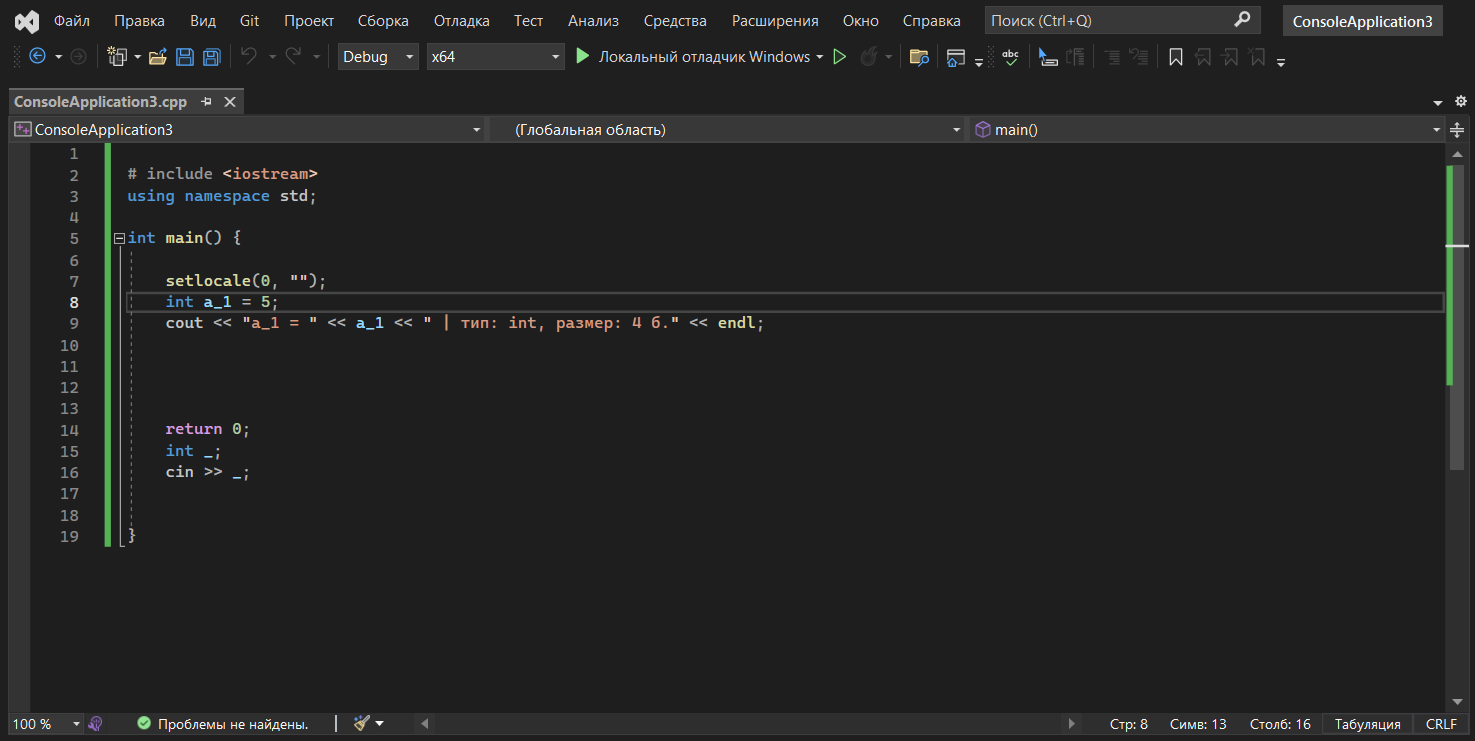 Файл Правка Вид Git Проект Сборка Отладка Тест Анализ Средства Расширения Окно Справка Поиск (Ctrl+Q) ConsoleApplication3
Debug x64 Локальный отладчик Windows abc
ConsoleApplication3.cpp
ConsoleApplication3 (Глобальная область) main()
1
2 # include <iostream>
3 using namespace std;
4
5 int main() {
6
7 setlocale(0, "");
8 int a_1 = 5;
9 cout << "a_1 = " << a_1 << " | тип: int, размер: 4 б." << endl;
10
11
12
13
14 return 0;
15 int _;
16 cin >> _;
17
18
19 }
100 % Проблемы не найдены. Стр: 8 Симв: 13 Столб: 16 Табуляция CRLF